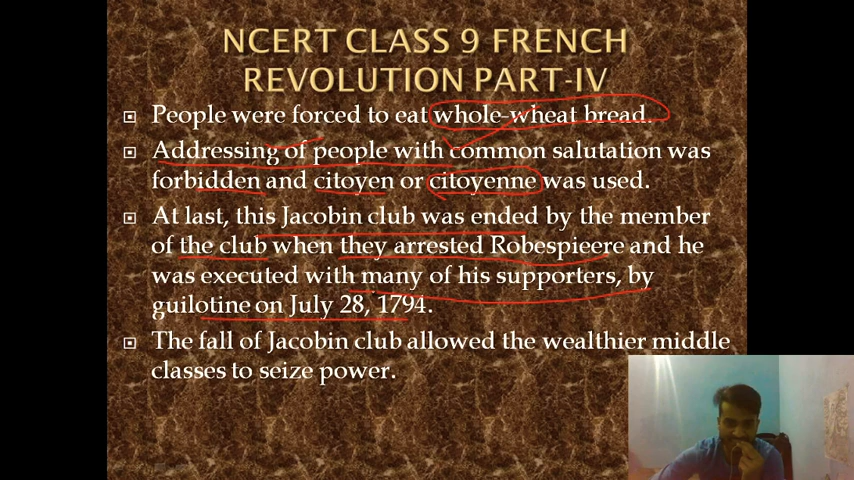 NCERT CLASS 9 FRENCH
REVOLUTION PART-IV
People were forced to eat whole-wheat bread.
Addressing of people with common salutation was
forbidden and citoyen or citoyenne was used.
At last, this Jacobin club was ended by the member
of the club when they arrested Robespieere and he
was executed with many of his supporters, by
guilotine on July 28, 1794.
The fall of Jacobin club allowed the wealthier middle
classes to seize power.